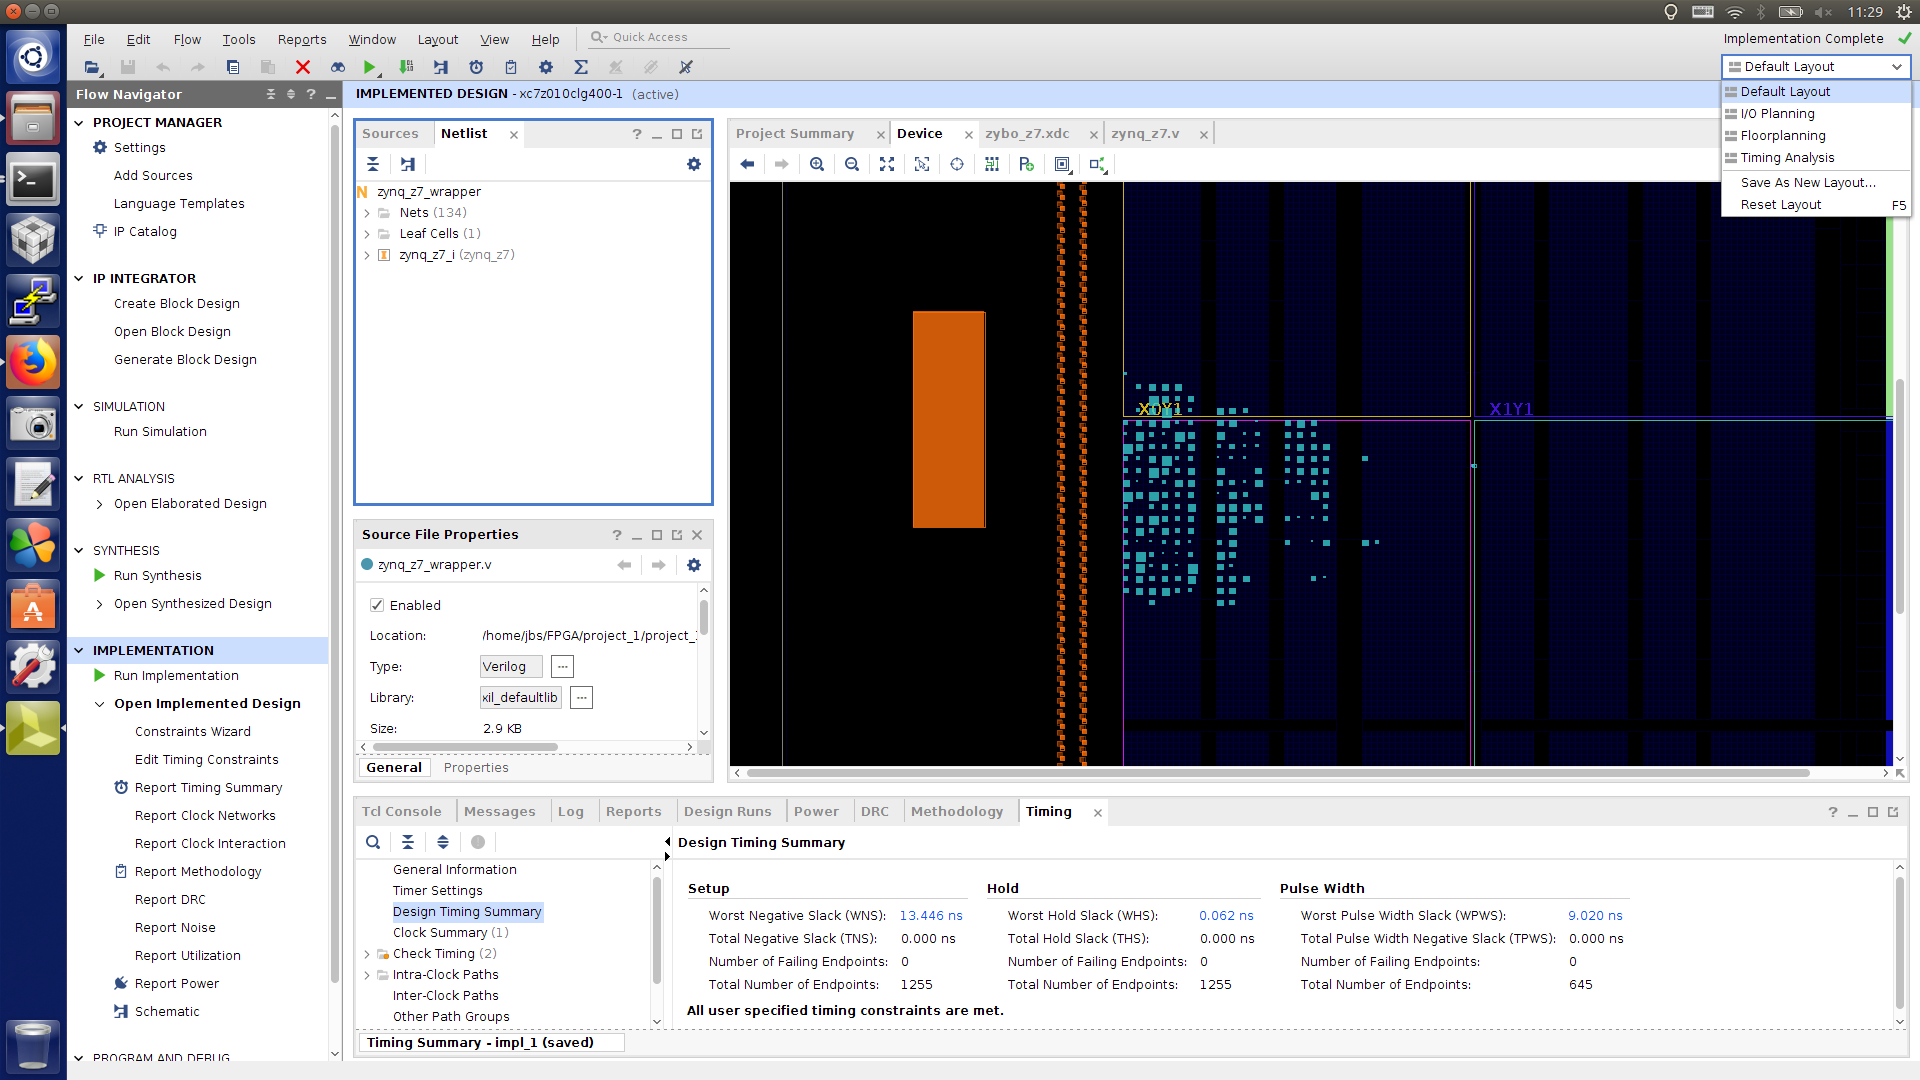 11:29
File Edit Flow Tools Reports Window Layout View Help Quick Access
Implementation Complete
Default Layout
Default Layout
I/O Planning
Floorplanning
Timing Analysis
Save As New Layout...
Reset Layout F5
Flow Navigator
PROJECT MANAGER
Settings
Add Sources
Language Templates
IP Catalog
IP INTEGRATOR
Create Block Design
Open Block Design
Generate Block Design
SIMULATION
Run Simulation
RTL ANALYSIS
Open Elaborated Design
SYNTHESIS
Run Synthesis
Open Synthesized Design
IMPLEMENTATION
Run Implementation
Open Implemented Design
Constraints Wizard
Edit Timing Constraints
Report Timing Summary
Report Clock Networks
Report Clock Interaction
Report Methodology
Report DRC
Report Noise
Report Utilization
Report Power
Schematic
PROGRAM AND DEBUG
IMPLEMENTED DESIGN - xc7z010clg400-1 (active)
Sources Netlist
N zynq_z7_wrapper
Nets (134)
Leaf Cells (1)
zynq_z7_i (zynq_z7)
Source File Properties
zynq_z7_wrapper.v
Enabled
Location: /home/jbs/FPGA/project_1/project_
Type: Verilog
Library: xil_defaultlib
Size: 2.9 KB
General Properties
Project Summary Device zybo_z7.xdc zynq_z7.v
X0Y1
X1Y1
Tcl Console Messages Log Reports Design Runs Power DRC Methodology Timing
General Information
Timer Settings
Design Timing Summary
Clock Summary (1)
Check Timing (2)
Intra-Clock Paths
Inter-Clock Paths
Other Path Groups
Design Timing Summary
Setup Hold Pulse Width
Worst Negative Slack (WNS): 13.446 ns Worst Hold Slack (WHS): 0.062 ns Worst Pulse Width Slack (WPWS): 9.020 ns
Total Negative Slack (TNS): 0.000 ns Total Hold Slack (THS): 0.000 ns Total Pulse Width Negative Slack (TPWS): 0.000 ns
Number of Failing Endpoints: 0 Number of Failing Endpoints: 0 Number of Failing Endpoints: 0
Total Number of Endpoints: 1255 Total Number of Endpoints: 1255 Total Number of Endpoints: 645
All user specified timing constraints are met.
Timing Summary - impl_1 (saved)